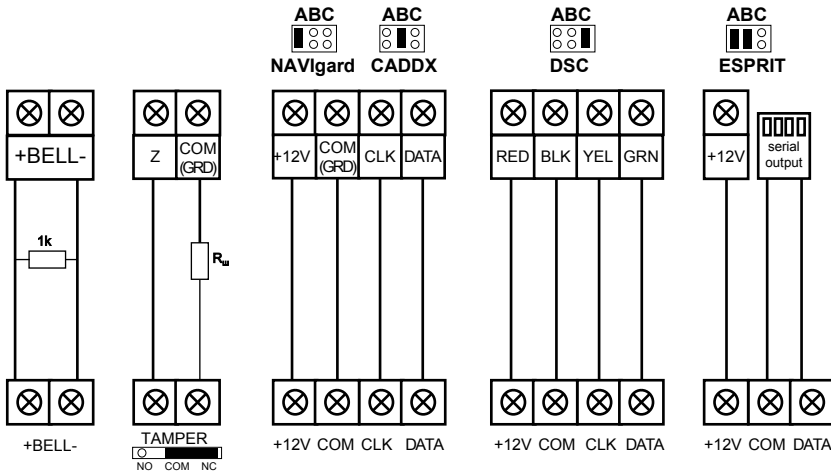 ABC ABC ABC ABC
NAVIgard CADDX DSC ESPRIT
+BELL-
Z
COM
(GRD)
+12V
COM
(GRD)
CLK
DATA
RED
BLK
YEL
GRN
+12V
serial
output
1k
Rш
+BELL-
TAMPER
NO COM NC
+12V COM CLK DATA
+12V COM CLK DATA
+12V COM DATA